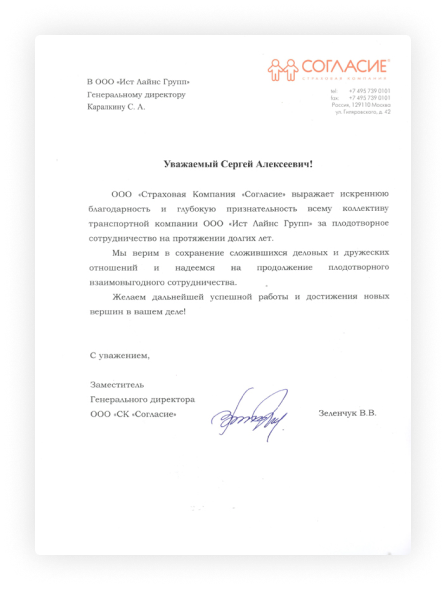 СОГЛАСИЕ
СТРАХОВАЯ КОМПАНИЯ
В ООО «Ист Лайнс Групп»
Генеральному директору
Каралкину С. А.
tel: +7 495 739 0101
fax: +7 495 739 0101
Россия, 129110 Москва
ул. Гиляровского, д. 42
Уважаемый Сергей Алексеевич!
ООО «Страховая Компания «Согласие» выражает искреннюю
благодарность и глубокую признательность всему коллективу
транспортной компании ООО «Ист Лайнс Групп» за плодотворное
сотрудничество на протяжении долгих лет.
Мы верим в сохранение сложившихся деловых и дружеских
отношений и надеемся на продолжение плодотворного
взаимовыгодного сотрудничества.
Желаем дальнейшей успешной работы и достижения новых
вершин в вашем деле!
С уважением,
Заместитель
Генерального директора
ООО «СК «Согласие»
Зеленчук В.В.